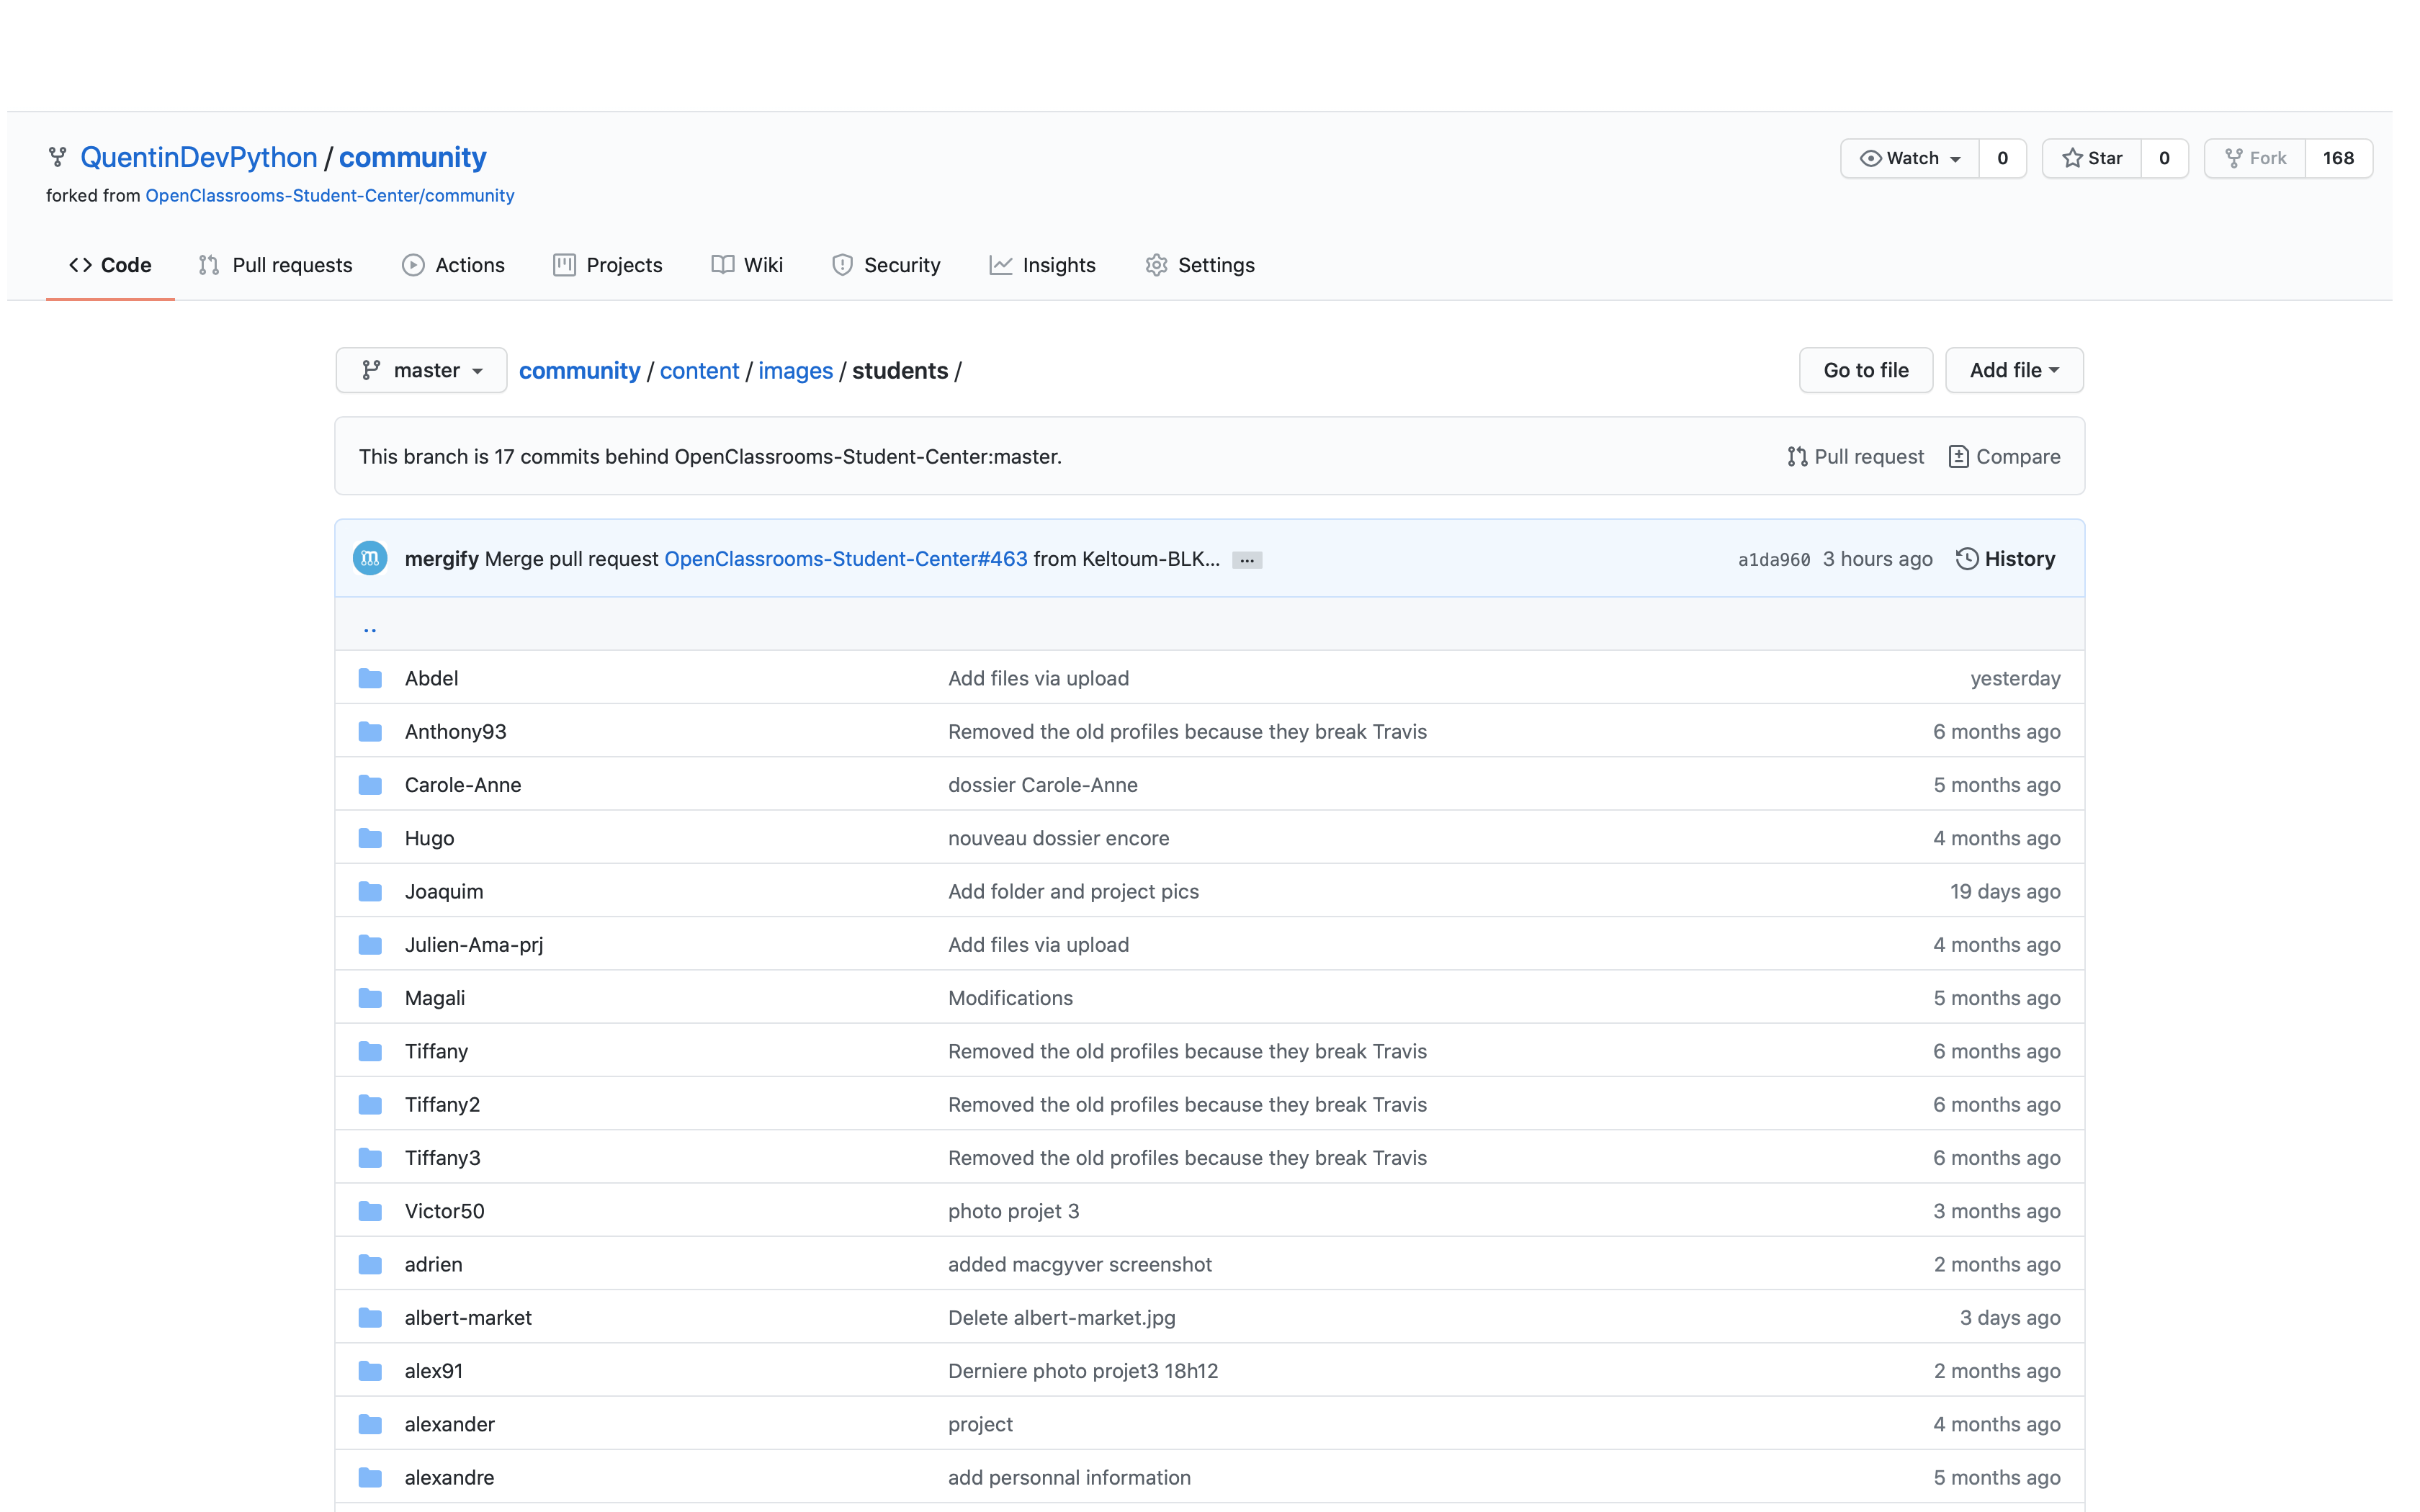 QuentinDevPython / community
Watch 0 Star 0 Fork 168
forked from OpenClassrooms-Student-Center/community
Code Pull requests Actions Projects Wiki Security Insights Settings
master community / content / images / students / Go to file Add file
This branch is 17 commits behind OpenClassrooms-Student-Center:master. Pull request Compare
mergify Merge pull request OpenClassrooms-Student-Center#463 from Keltoum-BLK... ... a1da960 3 hours ago History
..
Abdel Add files via upload yesterday
Anthony93 Removed the old profiles because they break Travis 6 months ago
Carole-Anne dossier Carole-Anne 5 months ago
Hugo nouveau dossier encore 4 months ago
Joaquim Add folder and project pics 19 days ago
Julien-Ama-prj Add files via upload 4 months ago
Magali Modifications 5 months ago
Tiffany Removed the old profiles because they break Travis 6 months ago
Tiffany2 Removed the old profiles because they break Travis 6 months ago
Tiffany3 Removed the old profiles because they break Travis 6 months ago
Victor50 photo projet 3 3 months ago
adrien added macgyver screenshot 2 months ago
albert-market Delete albert-market.jpg 3 days ago
alex91 Derniere photo projet3 18h12 2 months ago
alexander project 4 months ago
alexandre add personnal information 5 months ago